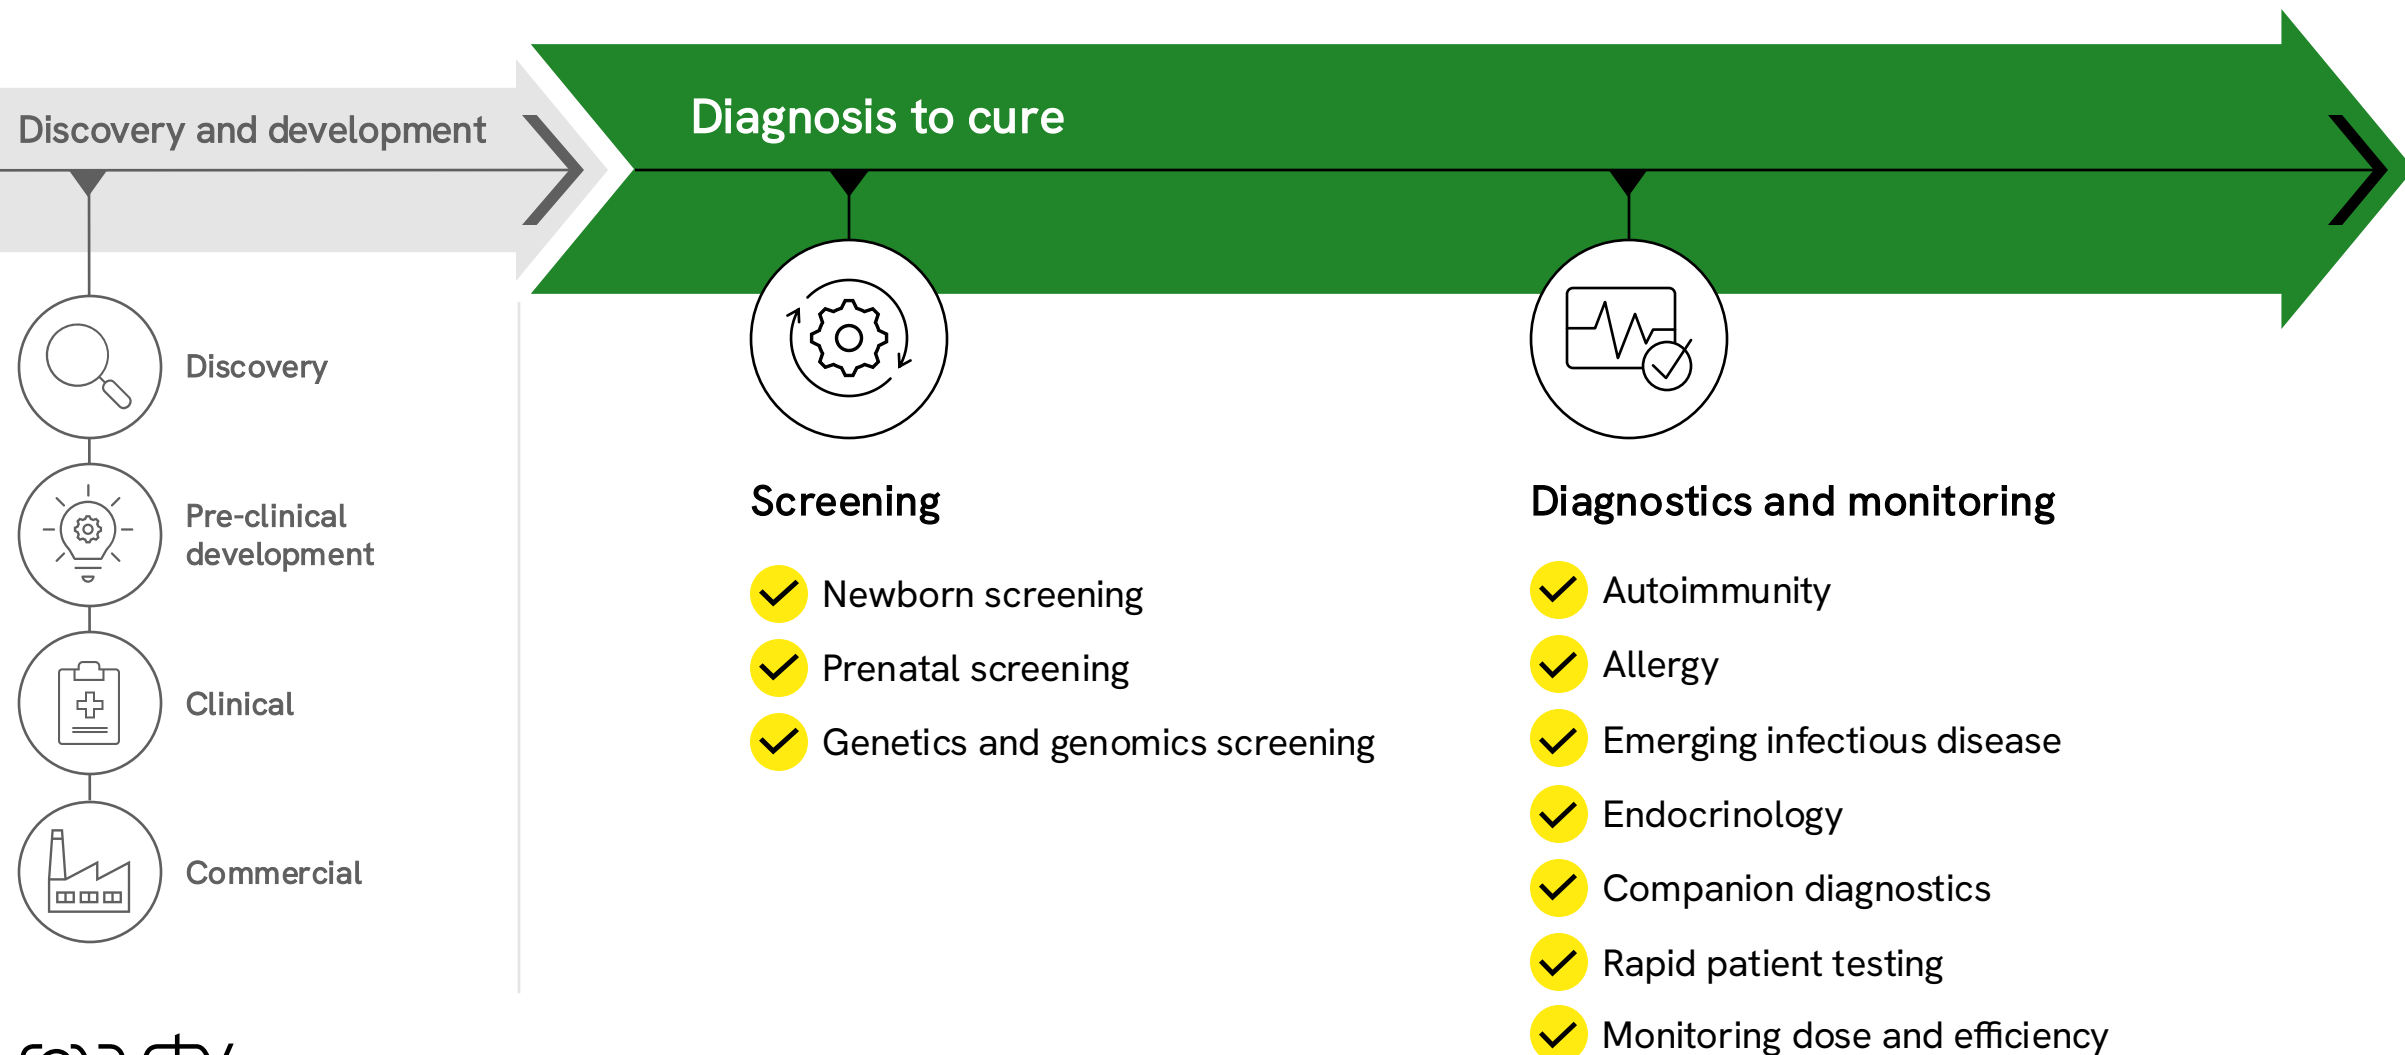 Discovery and development
Diagnosis to cure
Discovery
Pre-clinical
development
Clinical
Commercial
Screening
Newborn screening
Prenatal screening
Genetics and genomics screening
Diagnostics and monitoring
Autoimmunity
Allergy
Emerging infectious disease
Endocrinology
Companion diagnostics
Rapid patient testing
Monitoring dose and efficiency